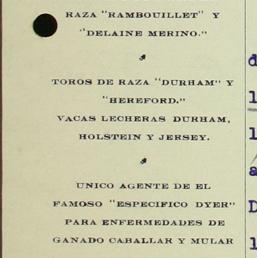 RAZA "RAMBOUILLET" Y
"DELAINE MERINO."
TOROS DE RAZA "DURHAM" Y
"HEREFORD."
VACAS LECHERAS DURHAM,
HOLSTEIN Y JERSEY.
UNICO AGENTE DE EL
FAMOSO "ESPECIFICO DYER"
PARA ENFERMEDADES DE
GANADO CABALLAR Y MULAR